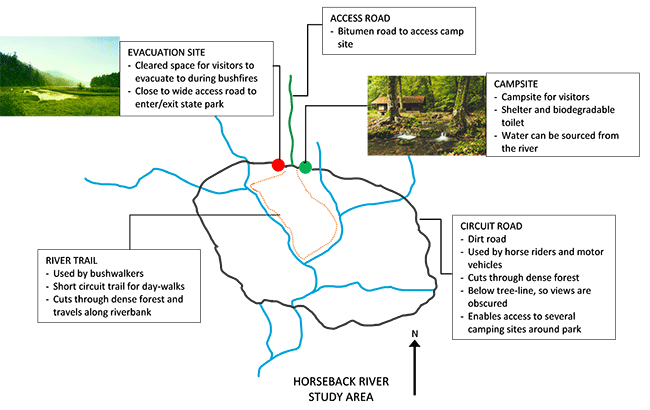 ACCESS ROAD
- Bitumen road to access camp
site
EVACUATION SITE
- Cleared space for visitors to
evacuate to during bushfires
- Close to wide access road to
enter/exit state park
CAMPSITE
- Campsite for visitors
- Shelter and biodegradable
toilet
- Water can be sourced from
the river
RIVER TRAIL
- Used by bushwalkers
- Short circuit trail for day-walks
- Cuts through dense forest and
travels along riverbank
CIRCUIT ROAD
- Dirt road
- Used by horse riders and motor
vehicles
- Cuts through dense forest
- Below tree-line, so views are
obscured
- Enables access to several
camping sites around park
N
HORSEBACK RIVER
STUDY AREA